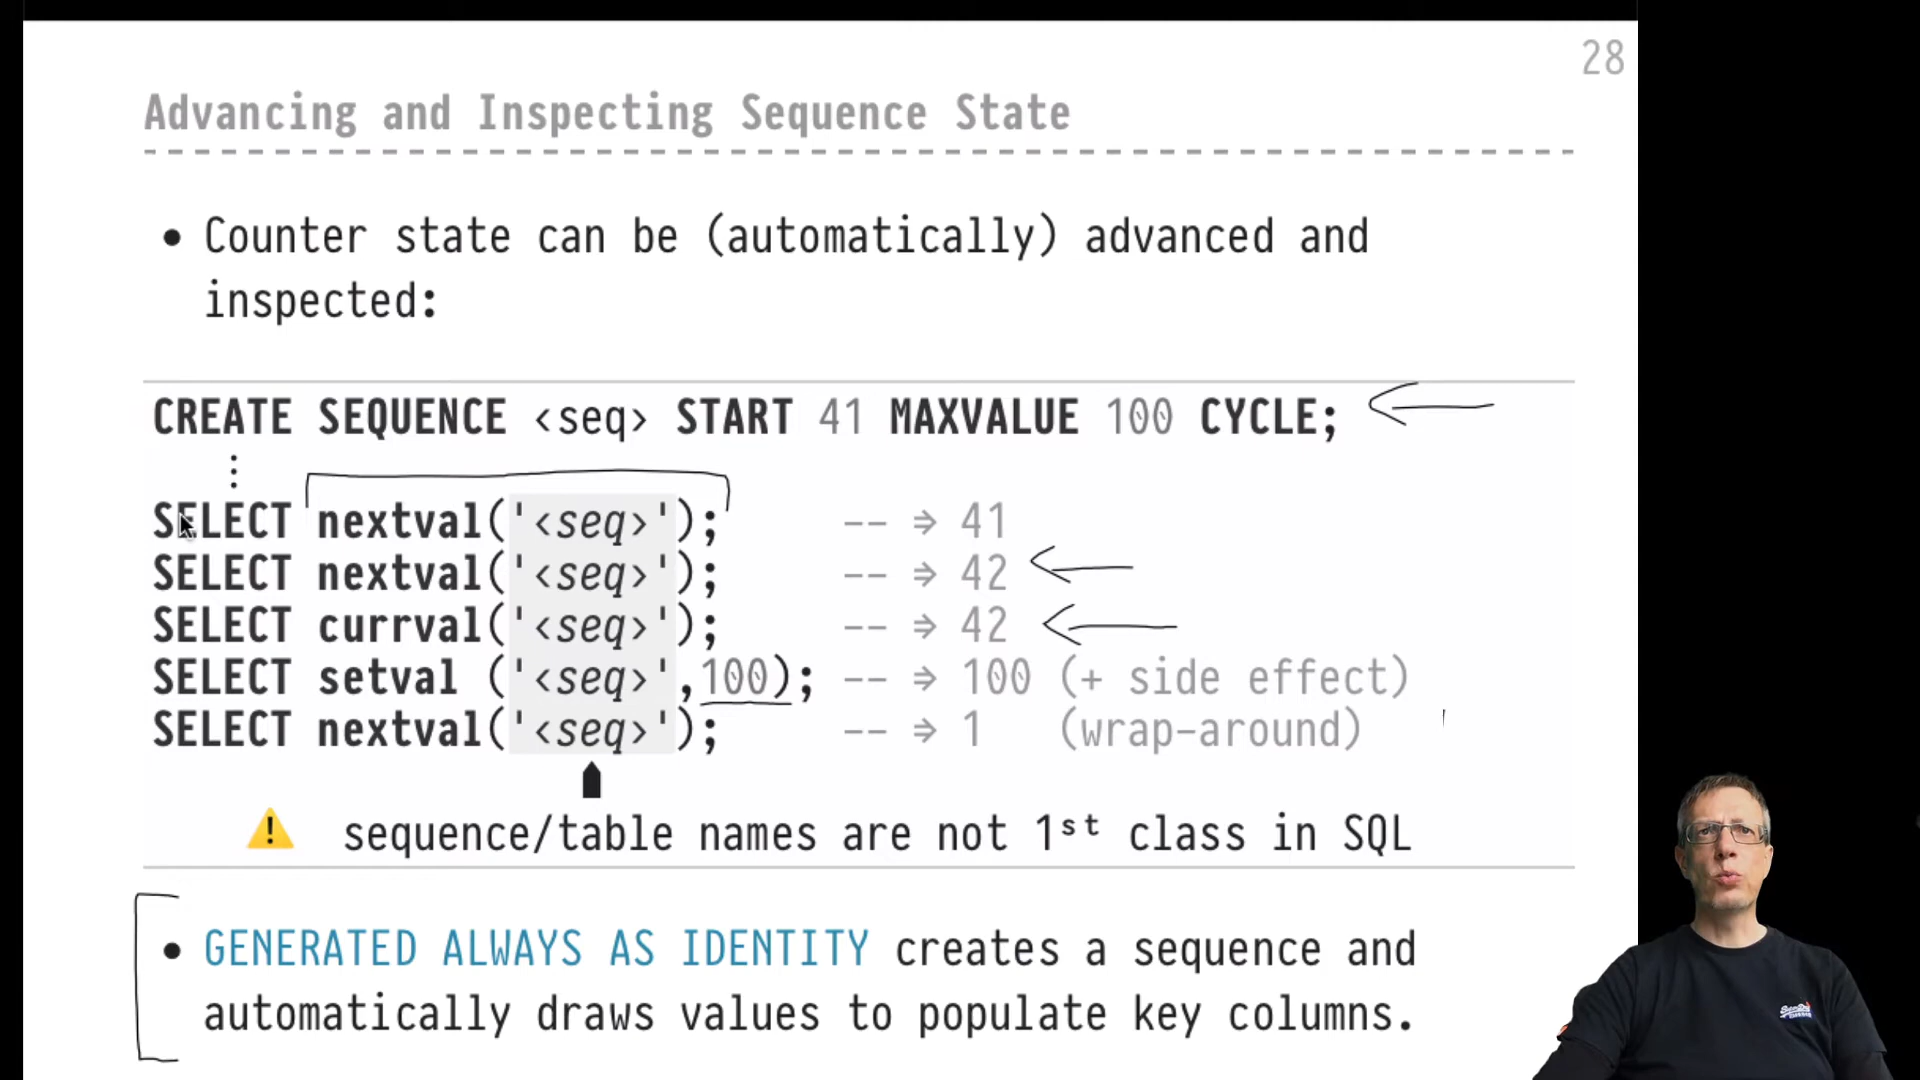 28
Advancing and Inspecting Sequence State
• Counter state can be (automatically) advanced and
inspected:
CREATE SEQUENCE <seq> START 41 MAXVALUE 100 CYCLE;
⋮
SELECT nextval('<seq>'); -- ⇒ 41
SELECT nextval('<seq>'); -- ⇒ 42
SELECT currval('<seq>'); -- ⇒ 42
SELECT setval ('<seq>',100); -- ⇒ 100 (+ side effect)
SELECT nextval('<seq>'); -- ⇒ 1 (wrap-around)
⚠ sequence/table names are not 1ˢᵗ class in SQL
• GENERATED ALWAYS AS IDENTITY creates a sequence and
automatically draws values to populate key columns.